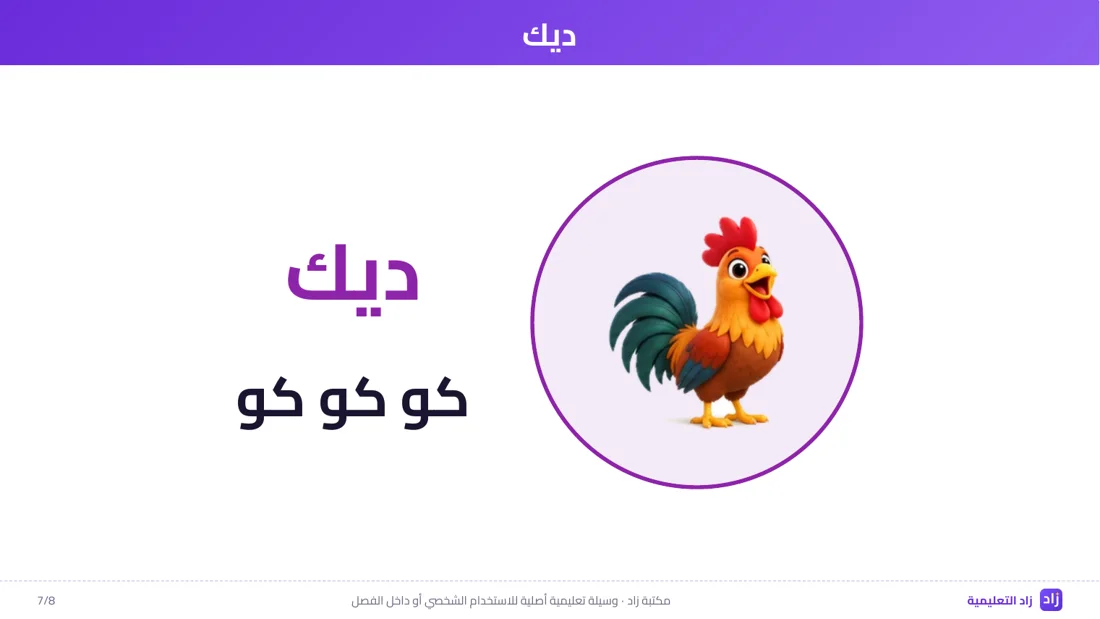 ديك
ديك
كو كو كو
زاد زاد التعليمية
مكتبة زاد · وسيلة تعليمية أصلية للاستخدام الشخصي أو داخل الفصل
7/8